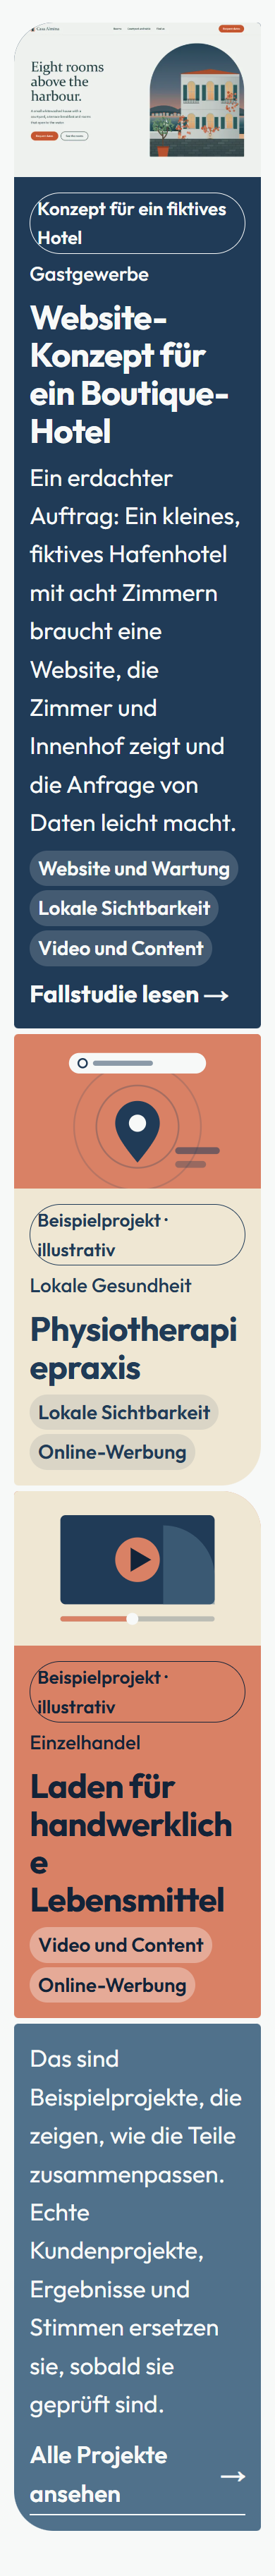 Casa Alettina
Eight rooms
above the
harbour.
Konzept für ein fiktives
Hotel
Gastgewerbe
Website-
Konzept für
ein Boutique-
Hotel
Ein erdachter
Auftrag: Ein kleines,
fiktives Hafenhotel
mit acht Zimmern
braucht eine
Website, die
Zimmer und
Innenhof zeigt und
die Anfrage von
Daten leicht macht.
Website und Wartung
Lokale Sichtbarkeit
Video und Content
Fallstudie lesen →
Beispielprojekt ·
illustrativ
Lokale Gesundheit
Physiotherapi
epraxis
Lokale Sichtbarkeit
Online-Werbung
Beispielprojekt ·
illustrativ
Einzelhandel
Laden für
handwerklich
e
Lebensmittel
Video und Content
Online-Werbung
Das sind
Beispielprojekte, die
zeigen, wie die Teile
zusammenpassen.
Echte
Kundenprojekte,
Ergebnisse und
Stimmen ersetzen
sie, sobald sie
geprüft sind.
Alle Projekte
ansehen →